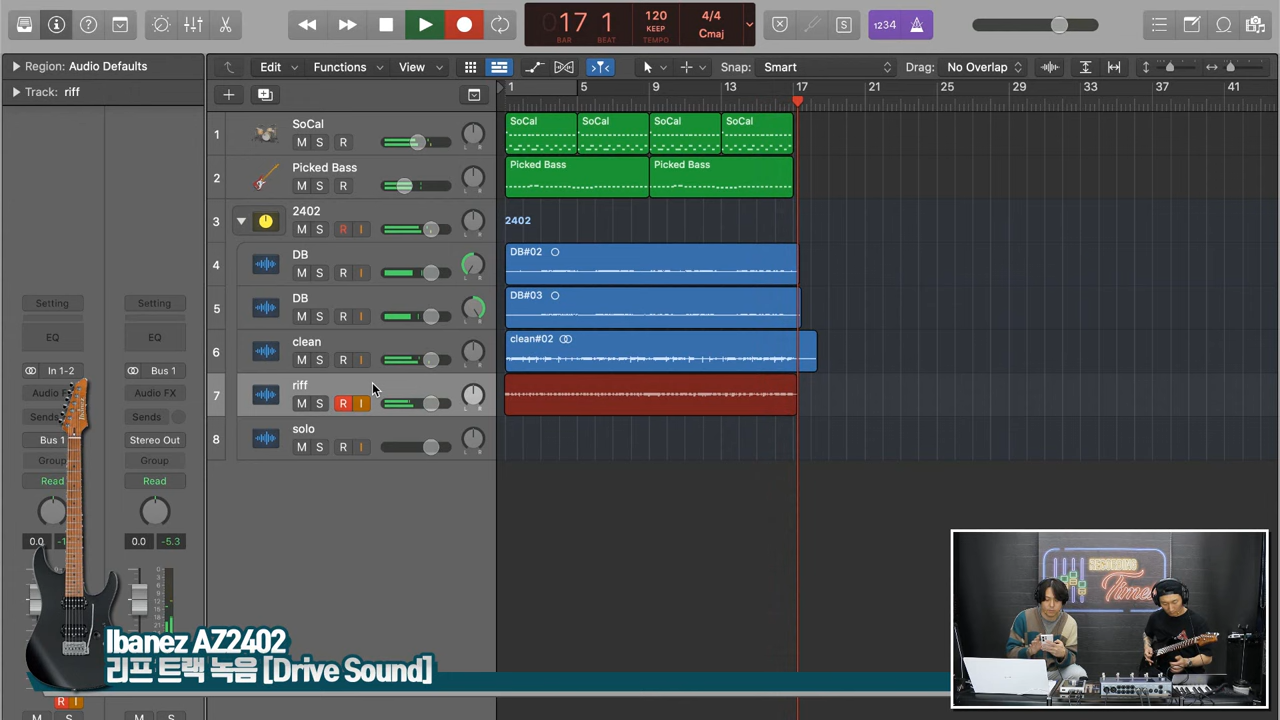 17 1
BAR BEAT
120
KEEP
TEMPO
4/4
Cmaj
S
1234
Region: Audio Defaults
Edit
Functions
View
Snap: Smart
Drag: No Overlap
Track: riff
1 5 9 13 17 21 25 29 33 37 41
1
SoCal
M S R
SoCal SoCal SoCal SoCal
2
Picked Bass
M S R
Picked Bass Picked Bass
3
2402
R I
2402
4
DB
M S R I
DB#02
5
DB
M S R I
DB#03
6
clean
M S R I
clean#02
7
riff
M S R I
8
solo
M S R I
Setting Setting
EQ EQ
In 1-2 Bus 1
Audio FX Audio FX
Sends Sends
Bus 1 Stereo Out
Group Group
Read Read
0.0 0.0 -5.3
Ibanez AZ2402
리프 트랙 녹음 [Drive Sound]
R I
M S M S
RECORDING
Times